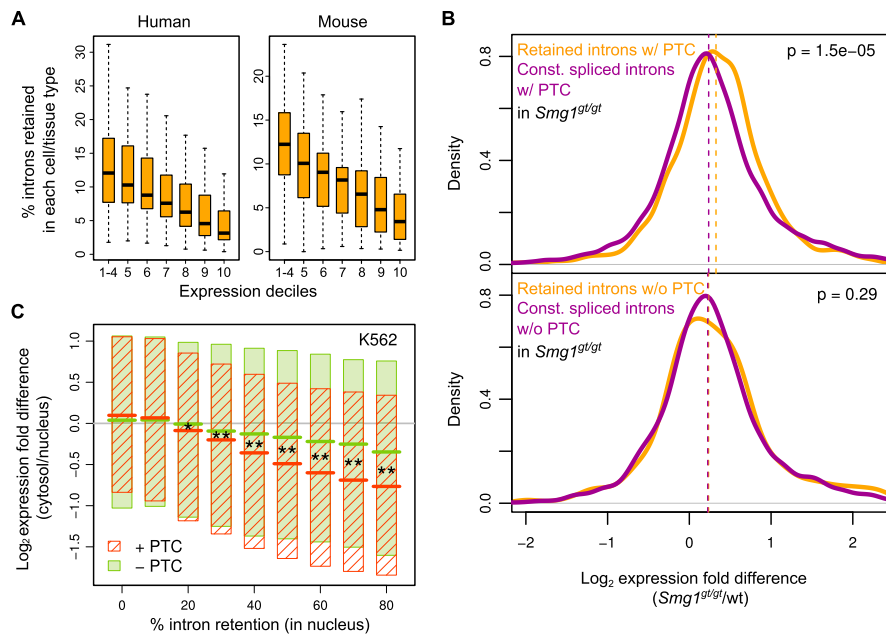 A
Human
Mouse
% introns retained
in each cell/tissue type
30
25
20
15
10
5
0
20
15
10
5
0
1-4 5 6 7 8 9 10
1-4 5 6 7 8 9 10
Expression deciles
B
Retained introns w/ PTC
Const. spliced introns
w/ PTC
in Smg1gt/gt
p = 1.5e−05
Density
0.8
0.4
0.0
Retained introns w/o PTC
Const. spliced introns
w/o PTC
in Smg1gt/gt
p = 0.29
Density
0.8
0.4
0.0
−2 −1 0 1 2
Log2 expression fold difference
(Smg1gt/gt/wt)
C
K562
Log2 expression fold difference
(cytosol/nucleus)
1.0
0.5
0.0
−0.5
−1.0
−1.5
* ** ** ** ** ** **
+ PTC
− PTC
0 20 40 60 80
% intron retention (in nucleus)